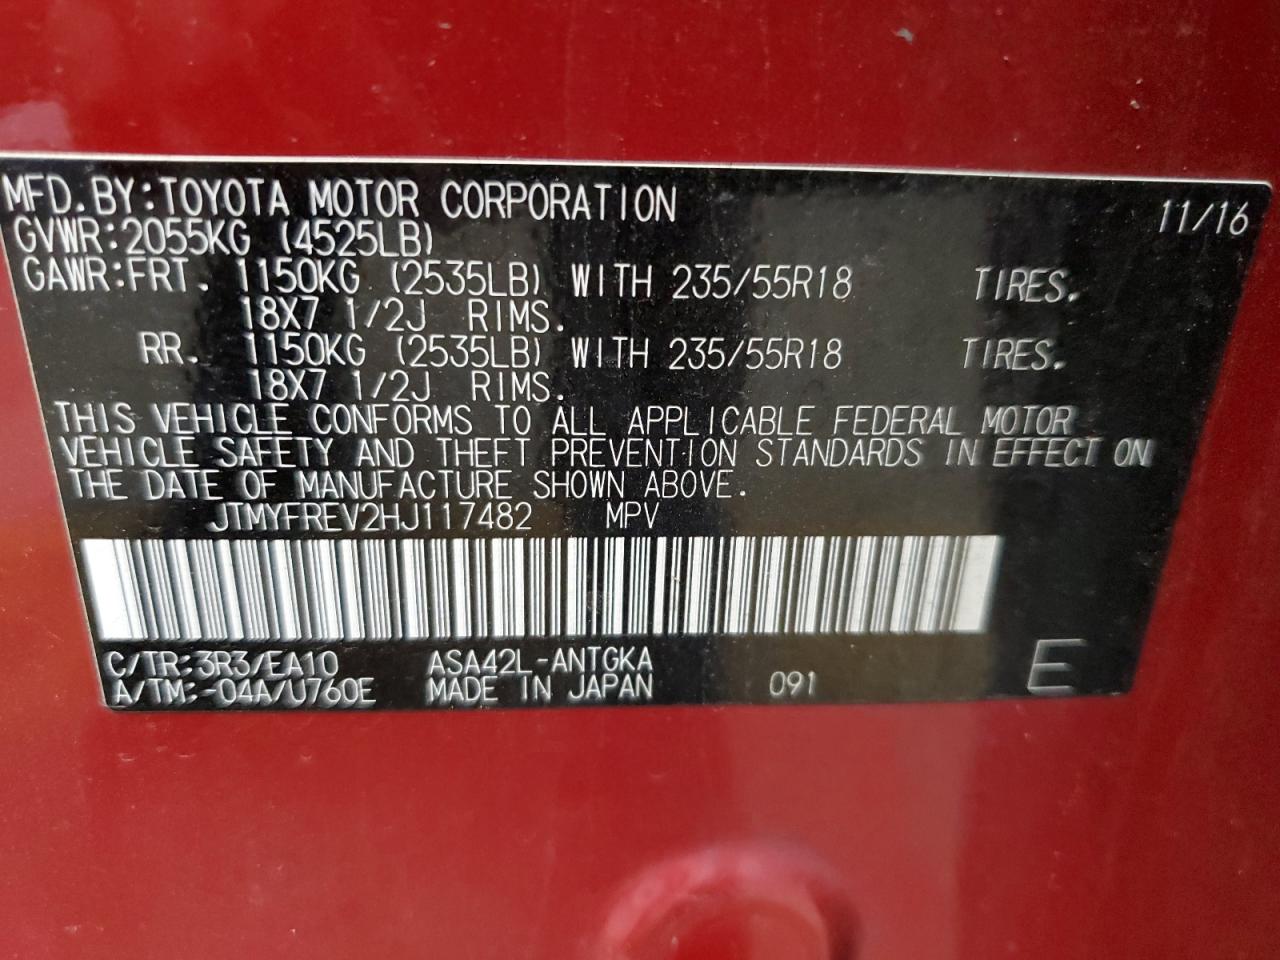 MFD. BY: TOYOTA MOTOR CORPORATION 11/16
GVWR: 2055KG (4525LB)
GAWR: FRT. 1150KG (2535LB) WITH 235/55R18 TIRES.
18X7 1/2J RIMS.
RR. 1150KG (2535LB) WITH 235/55R18 TIRES.
18X7 1/2J RIMS.
THIS VEHICLE CONFORMS TO ALL APPLICABLE FEDERAL MOTOR
VEHICLE SAFETY AND THEFT PREVENTION STANDARDS IN EFFECT ON
THE DATE OF MANUFACTURE SHOWN ABOVE.
JTMYFREV2HJ117482 MPV
C/TR: 3R3/EA10 ASA42L-ANTGKA
A/TM: -04A/U760E MADE IN JAPAN 091 E